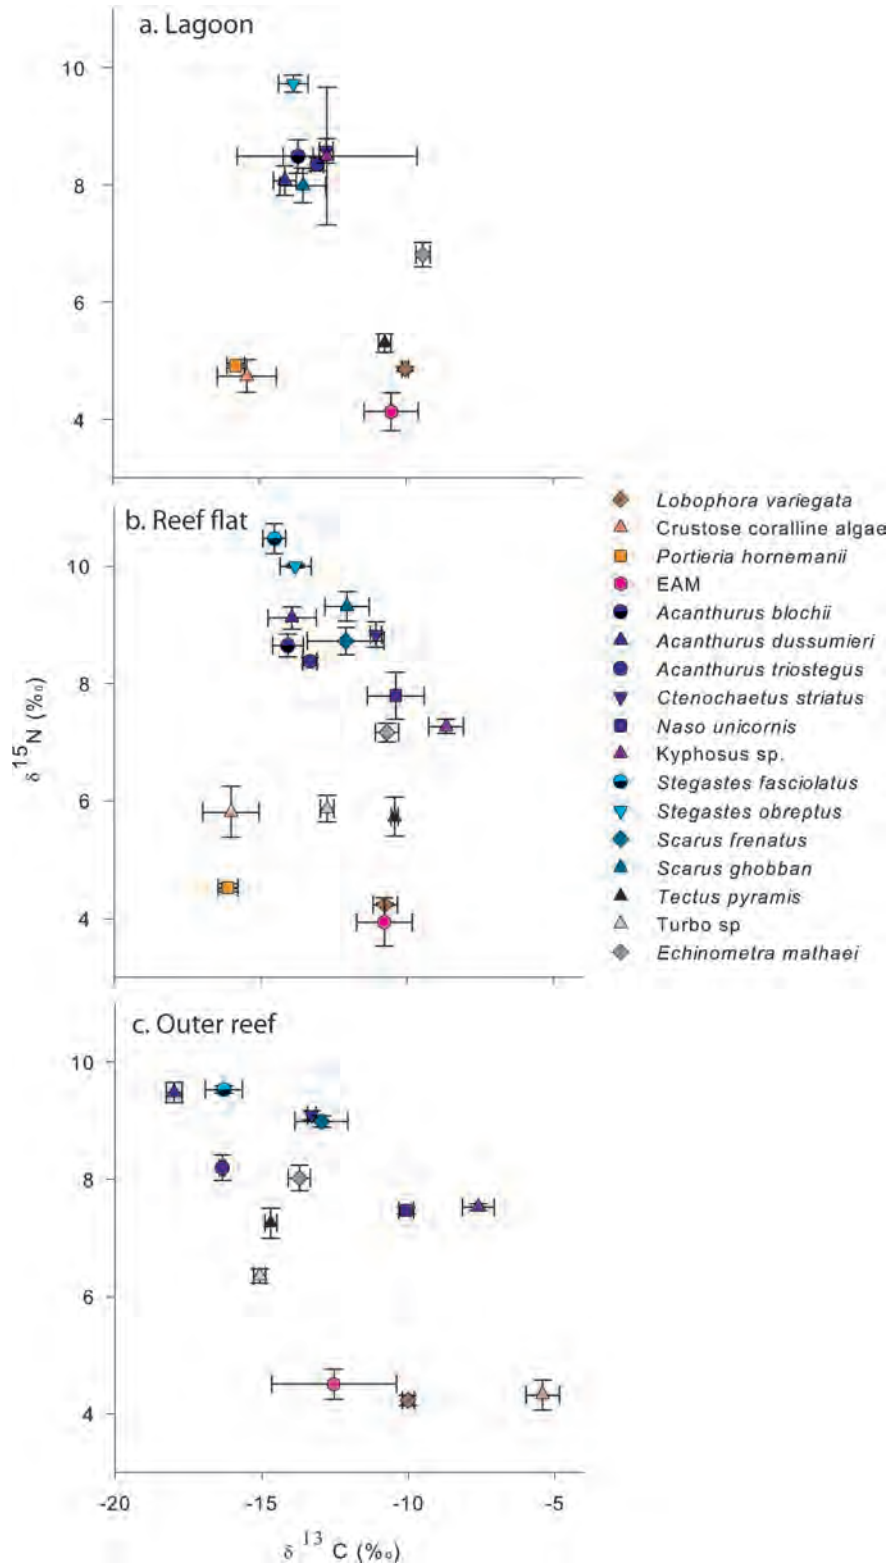 a. Lagoon
10
8
6
4
b. Reef flat
10
8
6
4
δ 15 N (‰)
Lobophora variegata
Crustose coralline algae
Portieria hornemanii
EAM
Acanthurus blochii
Acanthurus dussumieri
Acanthurus triostegus
Ctenochaetus striatus
Naso unicornis
Kyphosus sp.
Stegastes fasciolatus
Stegastes obreptus
Scarus frenatus
Scarus ghobban
Tectus pyramis
Turbo sp
Echinometra mathaei
c. Outer reef
10
8
6
4
-20 -15 -10 -5
δ 13 C (‰)